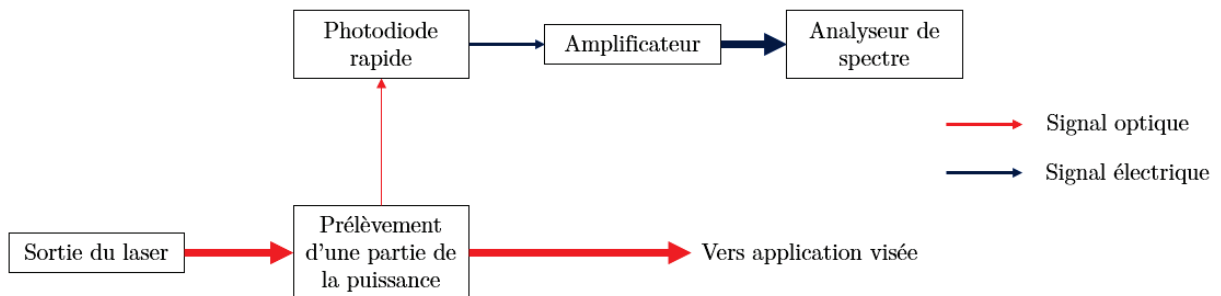 Photodiode
rapide
Amplificateur
Analyseur de
spectre
Signal optique
Signal électrique
Sortie du laser
Prélèvement
d'une partie de
la puissance
Vers application visée